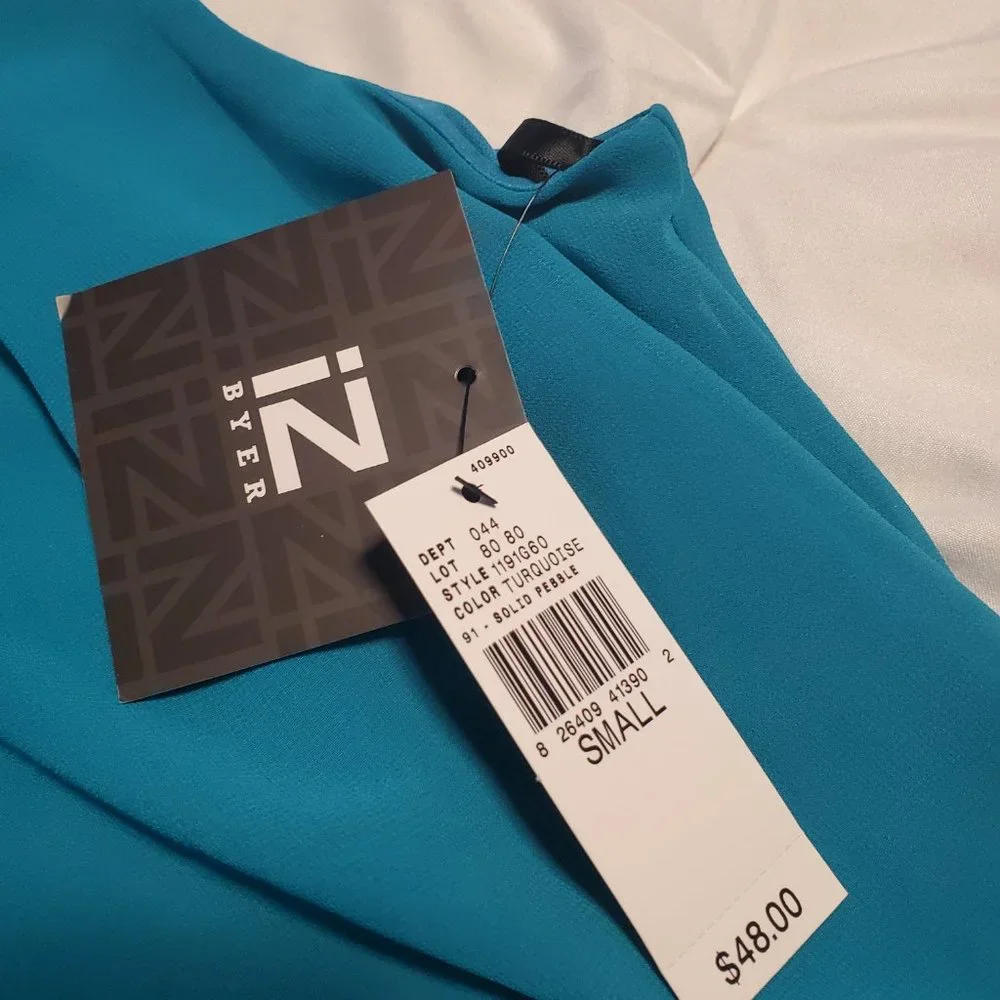 iZ
BYER
409900
DEPT 044
LOT 80 80
STYLE 1191G60
COLOR TURQUOISE
91 - SOLID PEBBLE
8 26409 41390 2
SMALL
$48.00